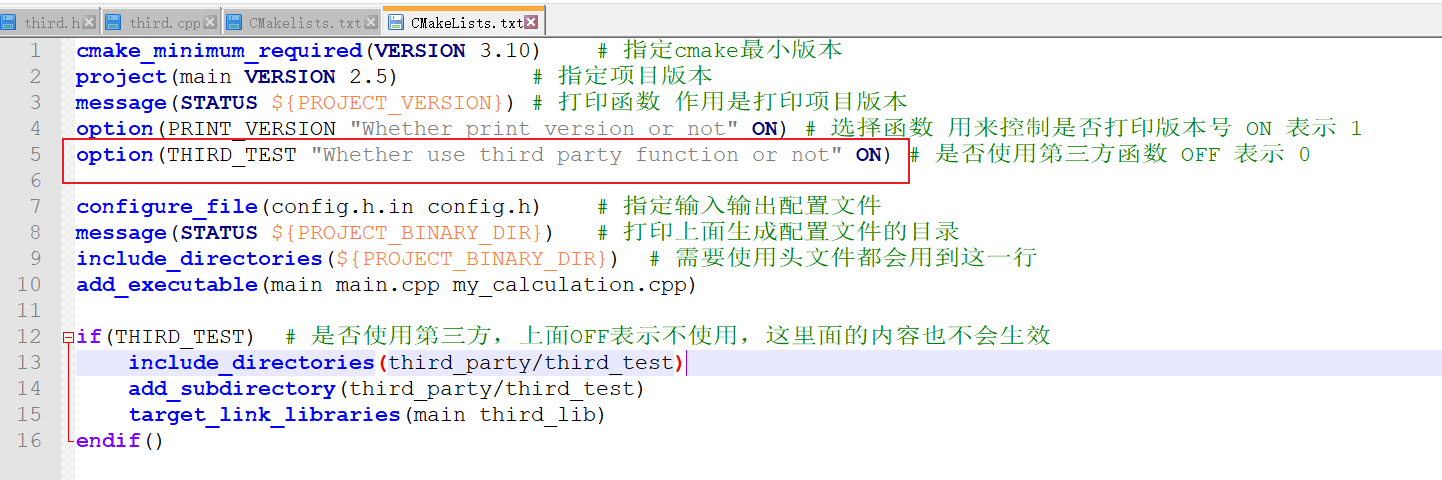 third.h third.cpp CMakelists.txt CMakeLists.txt
1 cmake_minimum_required(VERSION 3.10) # 指定cmake最小版本
2 project(main VERSION 2.5) # 指定项目版本
3 message(STATUS ${PROJECT_VERSION}) # 打印函数 作用是打印项目版本
4 option(PRINT_VERSION "Whether print version or not" ON) # 选择函数 用来控制是否打印版本号 ON 表示 1
5 option(THIRD_TEST "Whether use third party function or not" ON) # 是否使用第三方函数 OFF 表示 0
6
7 configure_file(config.h.in config.h) # 指定输入输出配置文件
8 message(STATUS ${PROJECT_BINARY_DIR}) # 打印上面生成配置文件的目录
9 include_directories(${PROJECT_BINARY_DIR}) # 需要使用头文件都会用到这一行
10 add_executable(main main.cpp my_calculation.cpp)
11
12 if(THIRD_TEST) # 是否使用第三方，上面OFF表示不使用，这里面的内容也不会生效
13 include_directories(third_party/third_test)
14 add_subdirectory(third_party/third_test)
15 target_link_libraries(main third_lib)
16 endif()